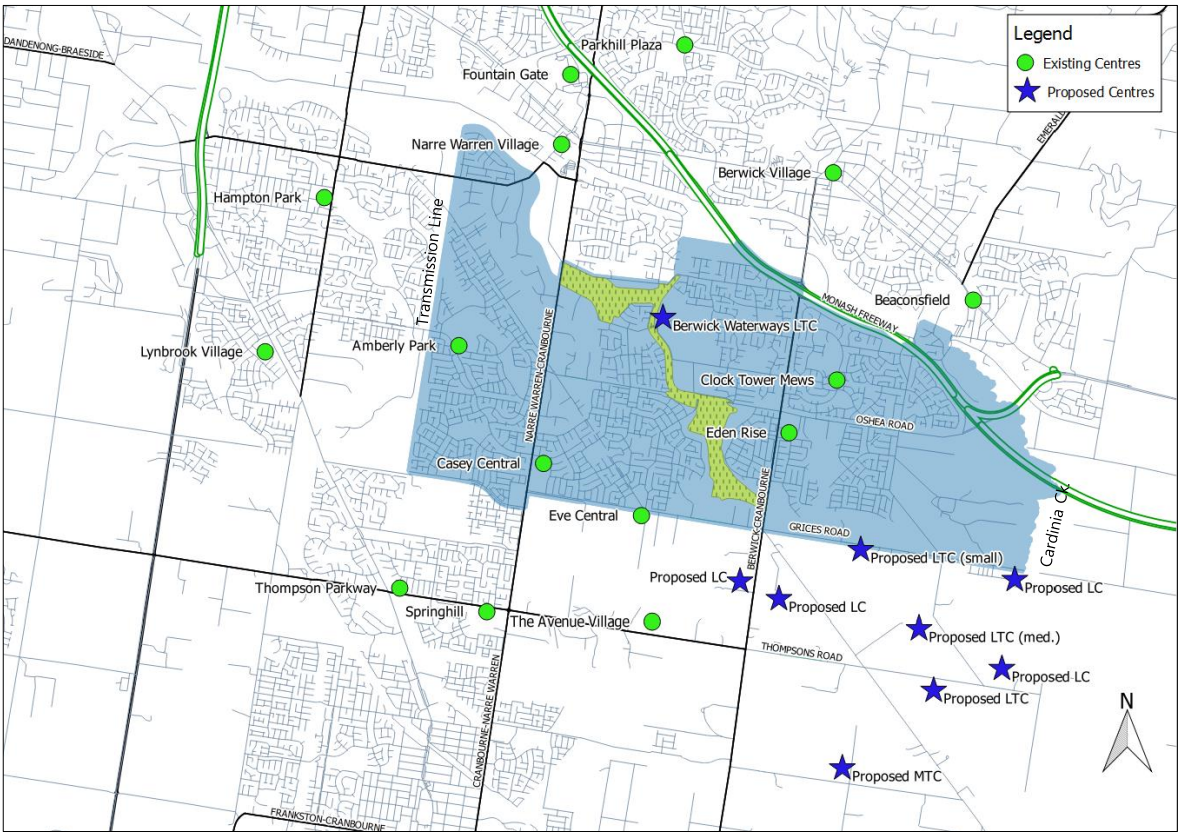 Legend
Existing Centres
Proposed Centres
DANDENONG-BRAESIDE
Parkhill Plaza
Fountain Gate
EMERALD
Narre Warren Village
Berwick Village
Hampton Park
Transmission Line
Beaconsfield
MONASH FREEWAY
Berwick Waterways LTC
Amberly Park
Lynbrook Village
NARRE WARREN-CRANBOURNE
Clock Tower Mews
OSHEA ROAD
Eden Rise
Casey Central
BERWICK-CRANBOURNE
Eve Central
GRICES ROAD
Cardinia Ck
Proposed LTC (small)
Proposed LC
Proposed LC
Thompson Parkway
Proposed LC
Springhill
The Avenue Village
Proposed LTC (med.)
THOMPSONS ROAD
Proposed LC
CRANBOURNE-NARRE WARREN
Proposed LTC
N
Proposed MTC
FRANKSTON-CRANBOURNE